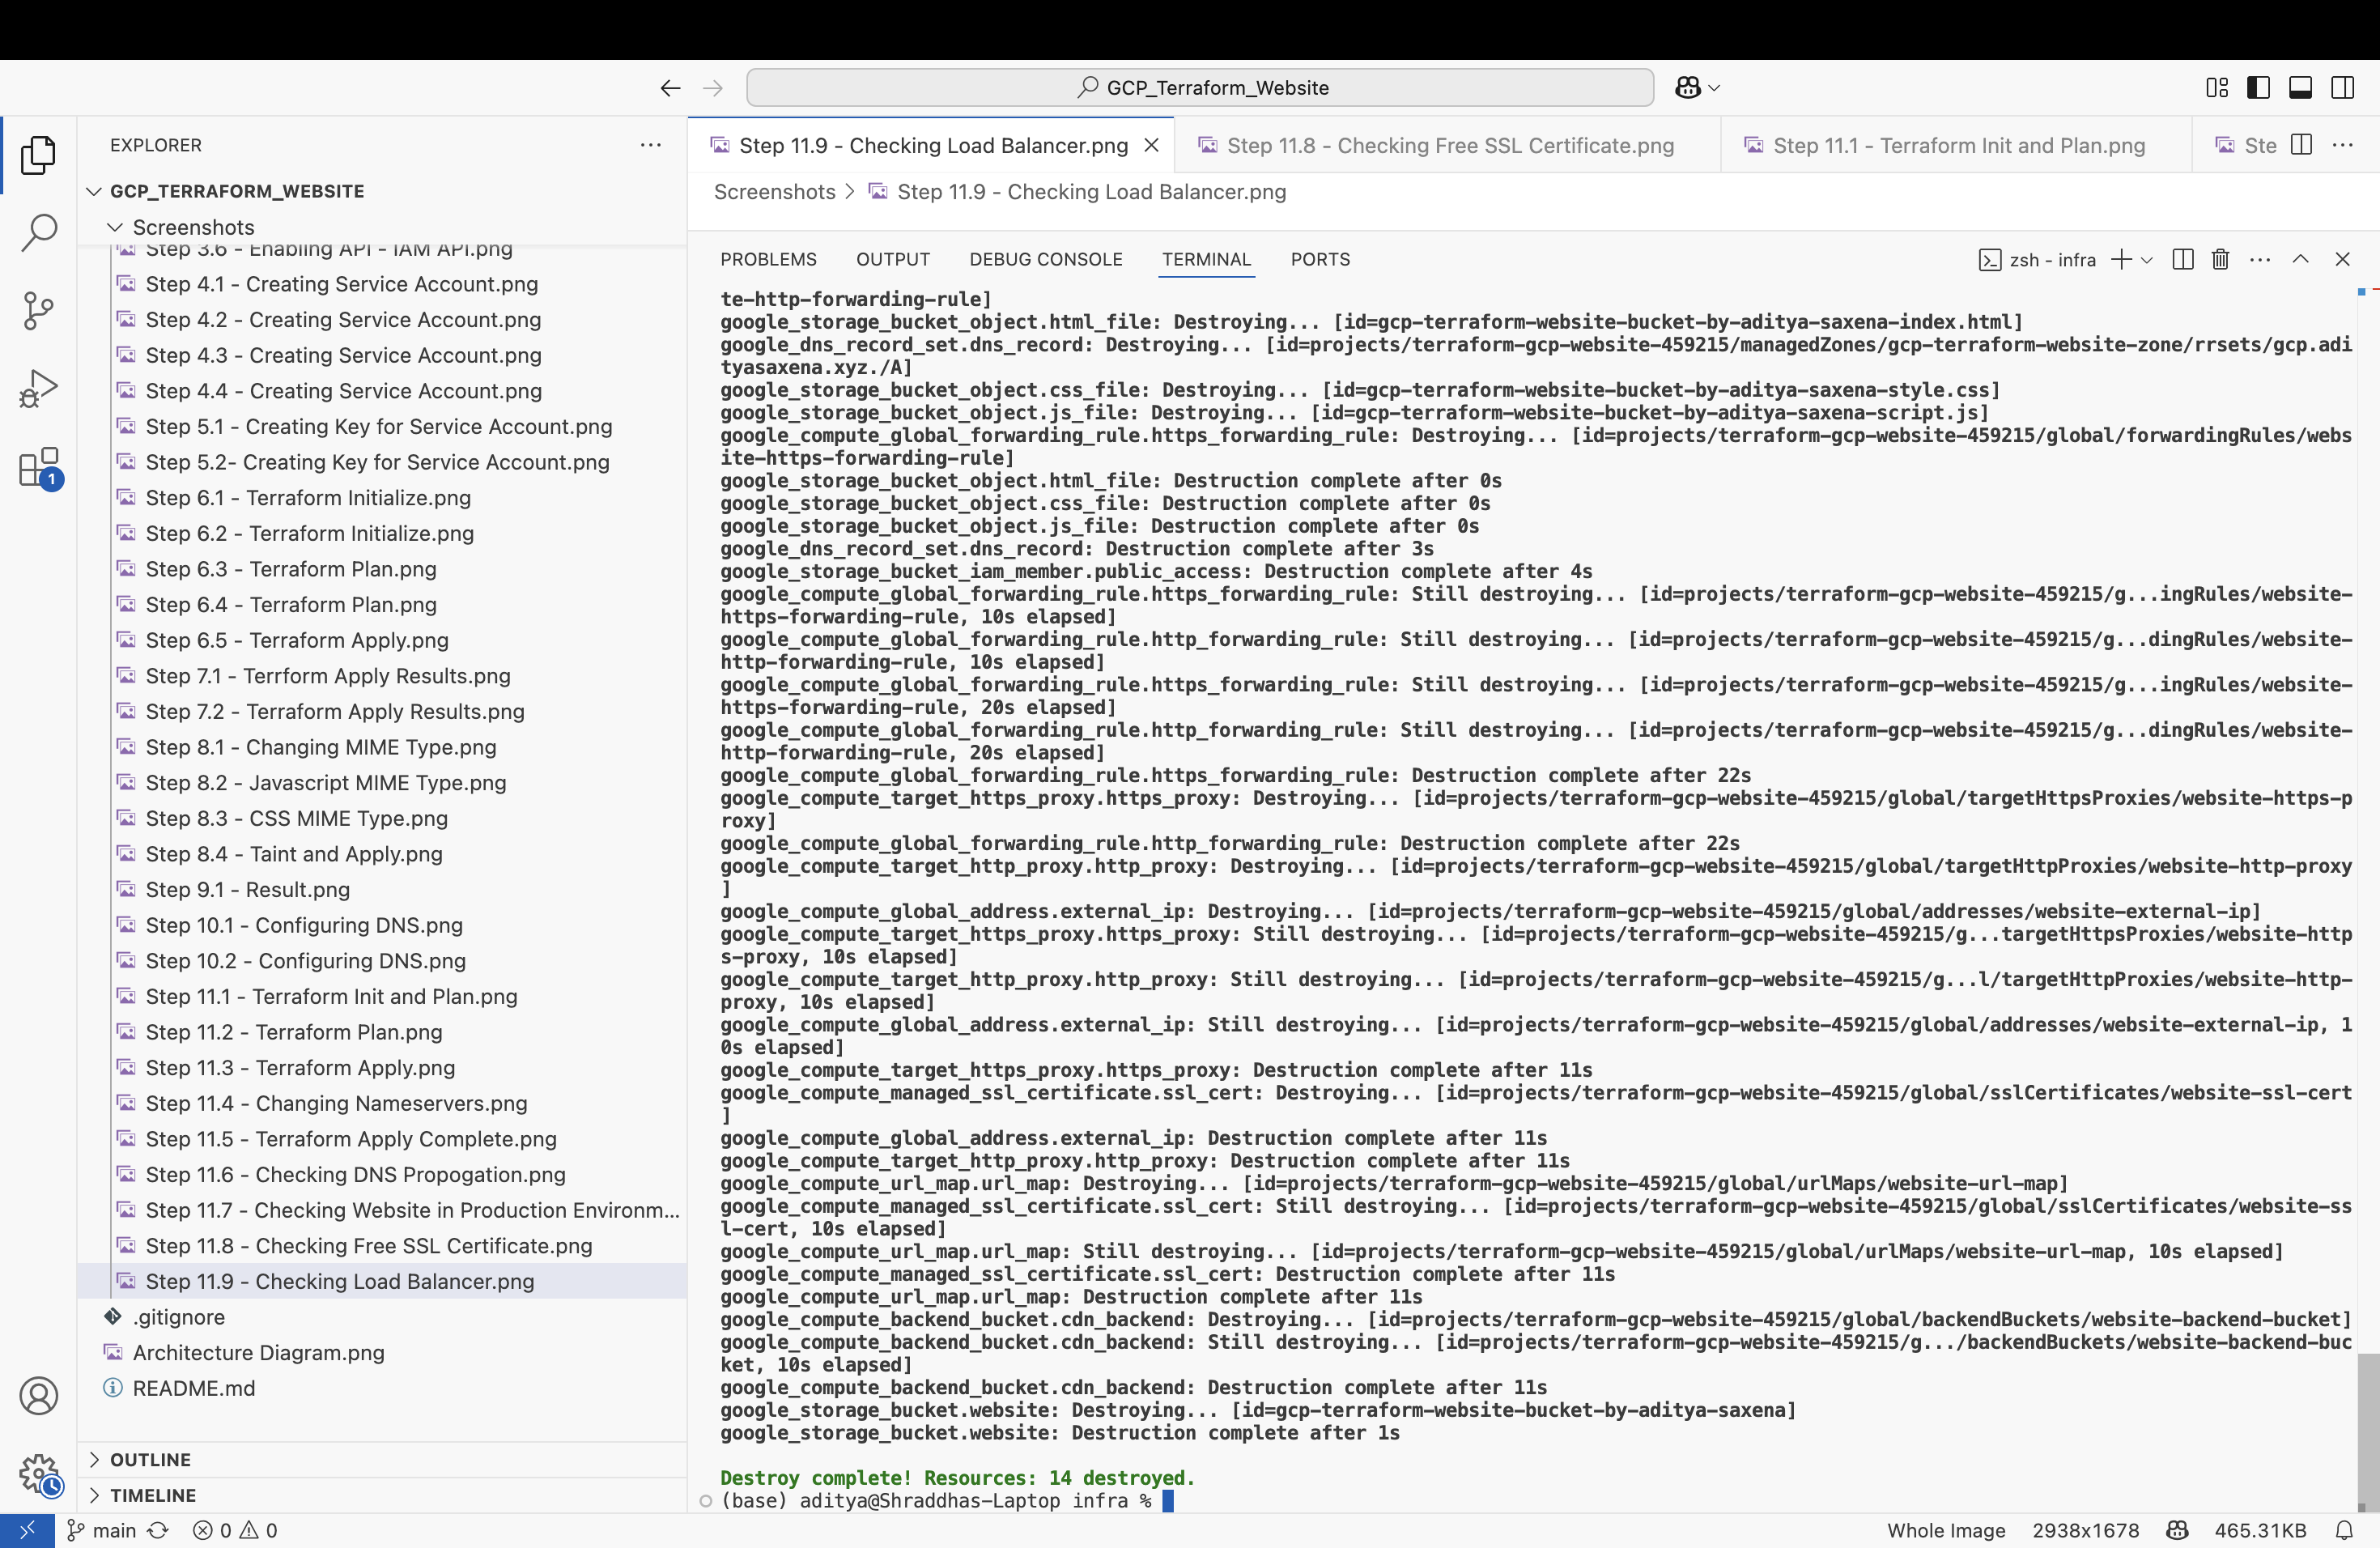 GCP_Terraform_Website
EXPLORER
GCP_TERRAFORM_WEBSITE
Screenshots
Step 3.6 - Enabling API - IAM API.png
Step 4.1 - Creating Service Account.png
Step 4.2 - Creating Service Account.png
Step 4.3 - Creating Service Account.png
Step 4.4 - Creating Service Account.png
Step 5.1 - Creating Key for Service Account.png
Step 5.2- Creating Key for Service Account.png
Step 6.1 - Terraform Initialize.png
Step 6.2 - Terraform Initialize.png
Step 6.3 - Terraform Plan.png
Step 6.4 - Terraform Plan.png
Step 6.5 - Terraform Apply.png
Step 7.1 - Terrform Apply Results.png
Step 7.2 - Terraform Apply Results.png
Step 8.1 - Changing MIME Type.png
Step 8.2 - Javascript MIME Type.png
Step 8.3 - CSS MIME Type.png
Step 8.4 - Taint and Apply.png
Step 9.1 - Result.png
Step 10.1 - Configuring DNS.png
Step 10.2 - Configuring DNS.png
Step 11.1 - Terraform Init and Plan.png
Step 11.2 - Terraform Plan.png
Step 11.3 - Terraform Apply.png
Step 11.4 - Changing Nameservers.png
Step 11.5 - Terraform Apply Complete.png
Step 11.6 - Checking DNS Propogation.png
Step 11.7 - Checking Website in Production Environm...
Step 11.8 - Checking Free SSL Certificate.png
Step 11.9 - Checking Load Balancer.png
.gitignore
Architecture Diagram.png
README.md
OUTLINE
TIMELINE
1
Step 11.9 - Checking Load Balancer.png
Step 11.8 - Checking Free SSL Certificate.png
Step 11.1 - Terraform Init and Plan.png
Ste
Screenshots > Step 11.9 - Checking Load Balancer.png
PROBLEMS OUTPUT DEBUG CONSOLE TERMINAL PORTS
zsh - infra
te-http-forwarding-rule]
google_storage_bucket_object.html_file: Destroying... [id=gcp-terraform-website-bucket-by-aditya-saxena-index.html]
google_dns_record_set.dns_record: Destroying... [id=projects/terraform-gcp-website-459215/managedZones/gcp-terraform-website-zone/rrsets/gcp.adi
tyasaxena.xyz./A]
google_storage_bucket_object.css_file: Destroying... [id=gcp-terraform-website-bucket-by-aditya-saxena-style.css]
google_storage_bucket_object.js_file: Destroying... [id=gcp-terraform-website-bucket-by-aditya-saxena-script.js]
google_compute_global_forwarding_rule.https_forwarding_rule: Destroying... [id=projects/terraform-gcp-website-459215/global/forwardingRules/webs
ite-https-forwarding-rule]
google_storage_bucket_object.html_file: Destruction complete after 0s
google_storage_bucket_object.css_file: Destruction complete after 0s
google_storage_bucket_object.js_file: Destruction complete after 0s
google_dns_record_set.dns_record: Destruction complete after 3s
google_storage_bucket_iam_member.public_access: Destruction complete after 4s
google_compute_global_forwarding_rule.https_forwarding_rule: Still destroying... [id=projects/terraform-gcp-website-459215/g...ingRules/website-
https-forwarding-rule, 10s elapsed]
google_compute_global_forwarding_rule.http_forwarding_rule: Still destroying... [id=projects/terraform-gcp-website-459215/g...dingRules/website-
http-forwarding-rule, 10s elapsed]
google_compute_global_forwarding_rule.https_forwarding_rule: Still destroying... [id=projects/terraform-gcp-website-459215/g...ingRules/website-
https-forwarding-rule, 20s elapsed]
google_compute_global_forwarding_rule.http_forwarding_rule: Still destroying... [id=projects/terraform-gcp-website-459215/g...dingRules/website-
http-forwarding-rule, 20s elapsed]
google_compute_global_forwarding_rule.https_forwarding_rule: Destruction complete after 22s
google_compute_target_https_proxy.https_proxy: Destroying... [id=projects/terraform-gcp-website-459215/global/targetHttpsProxies/website-https-p
roxy]
google_compute_global_forwarding_rule.http_forwarding_rule: Destruction complete after 22s
google_compute_target_http_proxy.http_proxy: Destroying... [id=projects/terraform-gcp-website-459215/global/targetHttpProxies/website-http-proxy
]
google_compute_global_address.external_ip: Destroying... [id=projects/terraform-gcp-website-459215/global/addresses/website-external-ip]
google_compute_target_https_proxy.https_proxy: Still destroying... [id=projects/terraform-gcp-website-459215/g...targetHttpsProxies/website-http
s-proxy, 10s elapsed]
google_compute_target_http_proxy.http_proxy: Still destroying... [id=projects/terraform-gcp-website-459215/g...l/targetHttpProxies/website-http-
proxy, 10s elapsed]
google_compute_global_address.external_ip: Still destroying... [id=projects/terraform-gcp-website-459215/global/addresses/website-external-ip, 1
0s elapsed]
google_compute_target_https_proxy.https_proxy: Destruction complete after 11s
google_compute_managed_ssl_certificate.ssl_cert: Destroying... [id=projects/terraform-gcp-website-459215/global/sslCertificates/website-ssl-cert
]
google_compute_global_address.external_ip: Destruction complete after 11s
google_compute_target_http_proxy.http_proxy: Destruction complete after 11s
google_compute_url_map.url_map: Destroying... [id=projects/terraform-gcp-website-459215/global/urlMaps/website-url-map]
google_compute_managed_ssl_certificate.ssl_cert: Still destroying... [id=projects/terraform-gcp-website-459215/global/sslCertificates/website-ss
l-cert, 10s elapsed]
google_compute_url_map.url_map: Still destroying... [id=projects/terraform-gcp-website-459215/global/urlMaps/website-url-map, 10s elapsed]
google_compute_managed_ssl_certificate.ssl_cert: Destruction complete after 11s
google_compute_url_map.url_map: Destruction complete after 11s
google_compute_backend_bucket.cdn_backend: Destroying... [id=projects/terraform-gcp-website-459215/global/backendBuckets/website-backend-bucket]
google_compute_backend_bucket.cdn_backend: Still destroying... [id=projects/terraform-gcp-website-459215/g.../backendBuckets/website-backend-buc
ket, 10s elapsed]
google_compute_backend_bucket.cdn_backend: Destruction complete after 11s
google_storage_bucket.website: Destroying... [id=gcp-terraform-website-bucket-by-aditya-saxena]
google_storage_bucket.website: Destruction complete after 1s
Destroy complete! Resources: 14 destroyed.
(base) aditya@Shraddhas-Laptop infra %
main 0 0
Whole Image 2938x1678 465.31KB